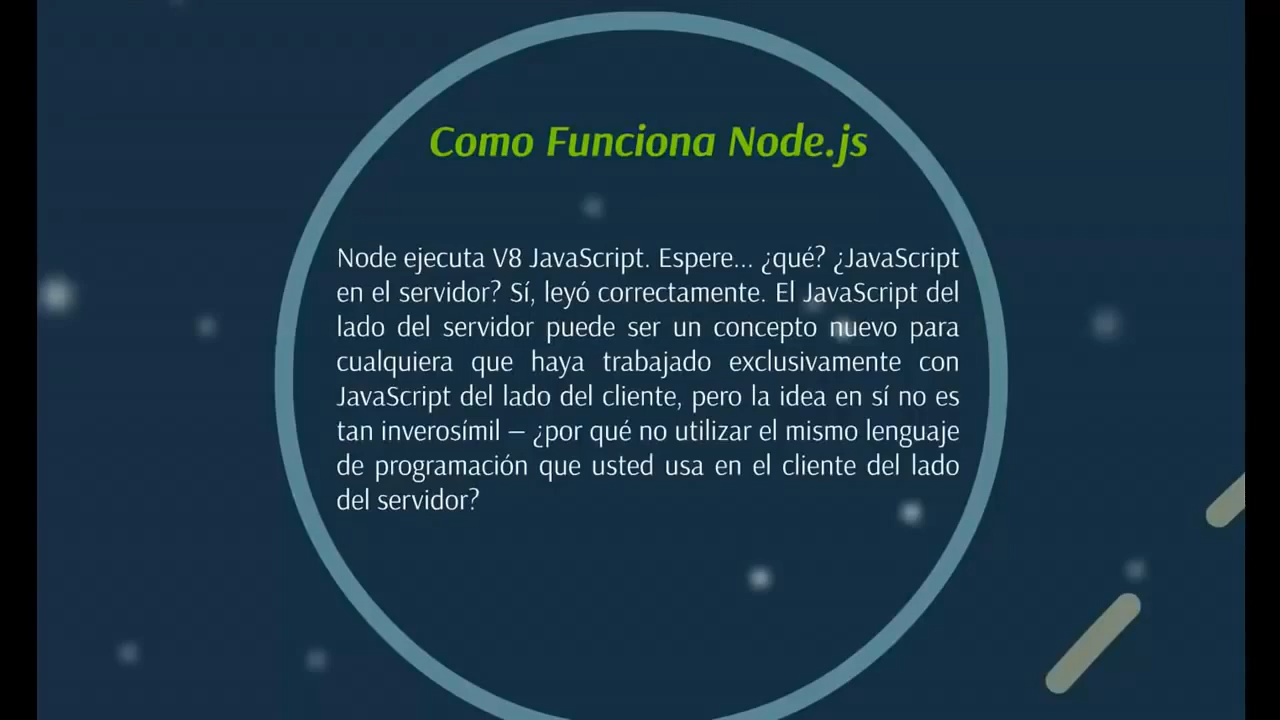 Como Funciona Node.js
Node ejecuta V8 JavaScript. Espere... ¿qué? ¿JavaScript
en el servidor? Sí, leyó correctamente. El JavaScript del
lado del servidor puede ser un concepto nuevo para
cualquiera que haya trabajado exclusivamente con
JavaScript del lado del cliente, pero la idea en sí no es
tan inverosímil — ¿por qué no utilizar el mismo lenguaje
de programación que usted usa en el cliente del lado
del servidor?